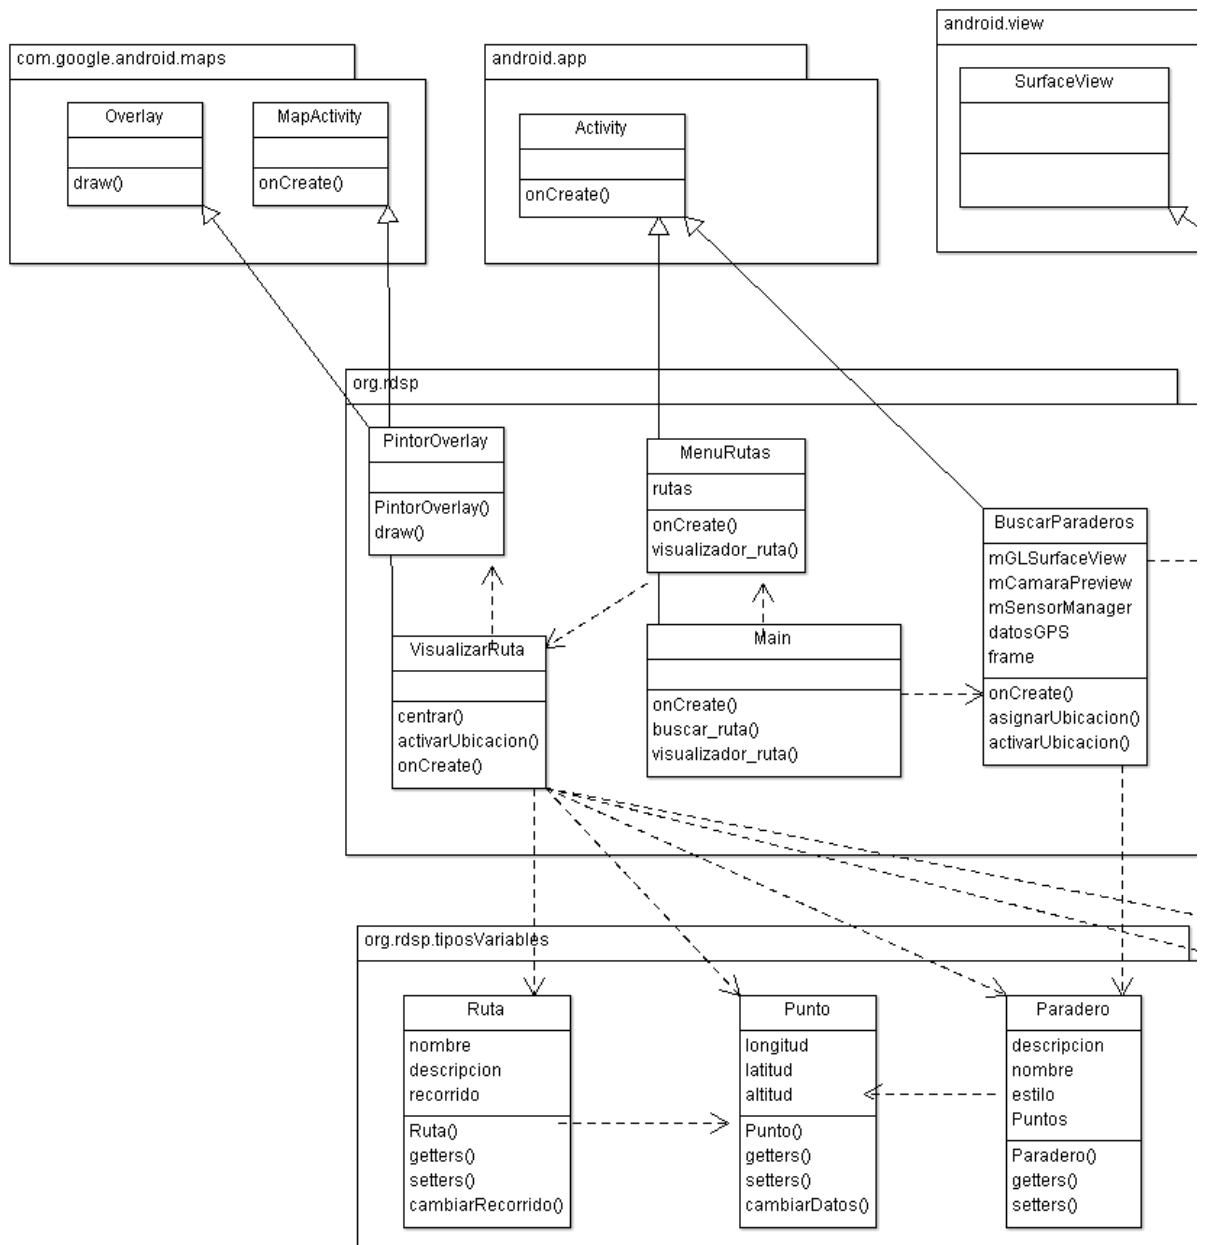 android.view
SurfaceView
com.google.android.maps
Overlay
draw()
MapActivity
onCreate()
android.app
Activity
onCreate()
org.rdsp
PintorOverlay
PintorOverlay()
draw()
MenuRutas
rutas
onCreate()
visualizador_ruta()
BuscarParaderos
mGLSurfaceView
mCamaraPreview
mSensorManager
datosGPS
frame
onCreate()
asignarUbicacion()
activarUbicacion()
VisualizarRuta
centrar()
activarUbicacion()
onCreate()
Main
onCreate()
buscar_ruta()
visualizador_ruta()
org.rdsp.tiposVariables
Ruta
nombre
descripcion
recorrido
Ruta()
getters()
setters()
cambiarRecorrido()
Punto
longitud
latitud
altitud
Punto()
getters()
setters()
cambiarDatos()
Paradero
descripcion
nombre
estilo
Puntos
Paradero()
getters()
setters()